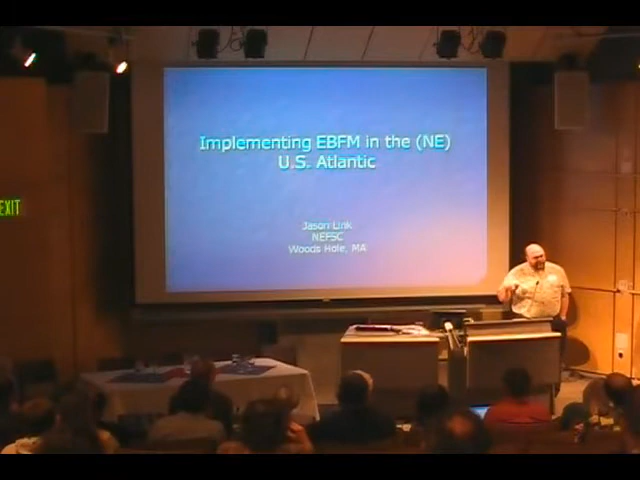 Implementing EBFM in the (NE)
U.S. Atlantic
Jason Link
NEFSC
Woods Hole, MA
EXIT